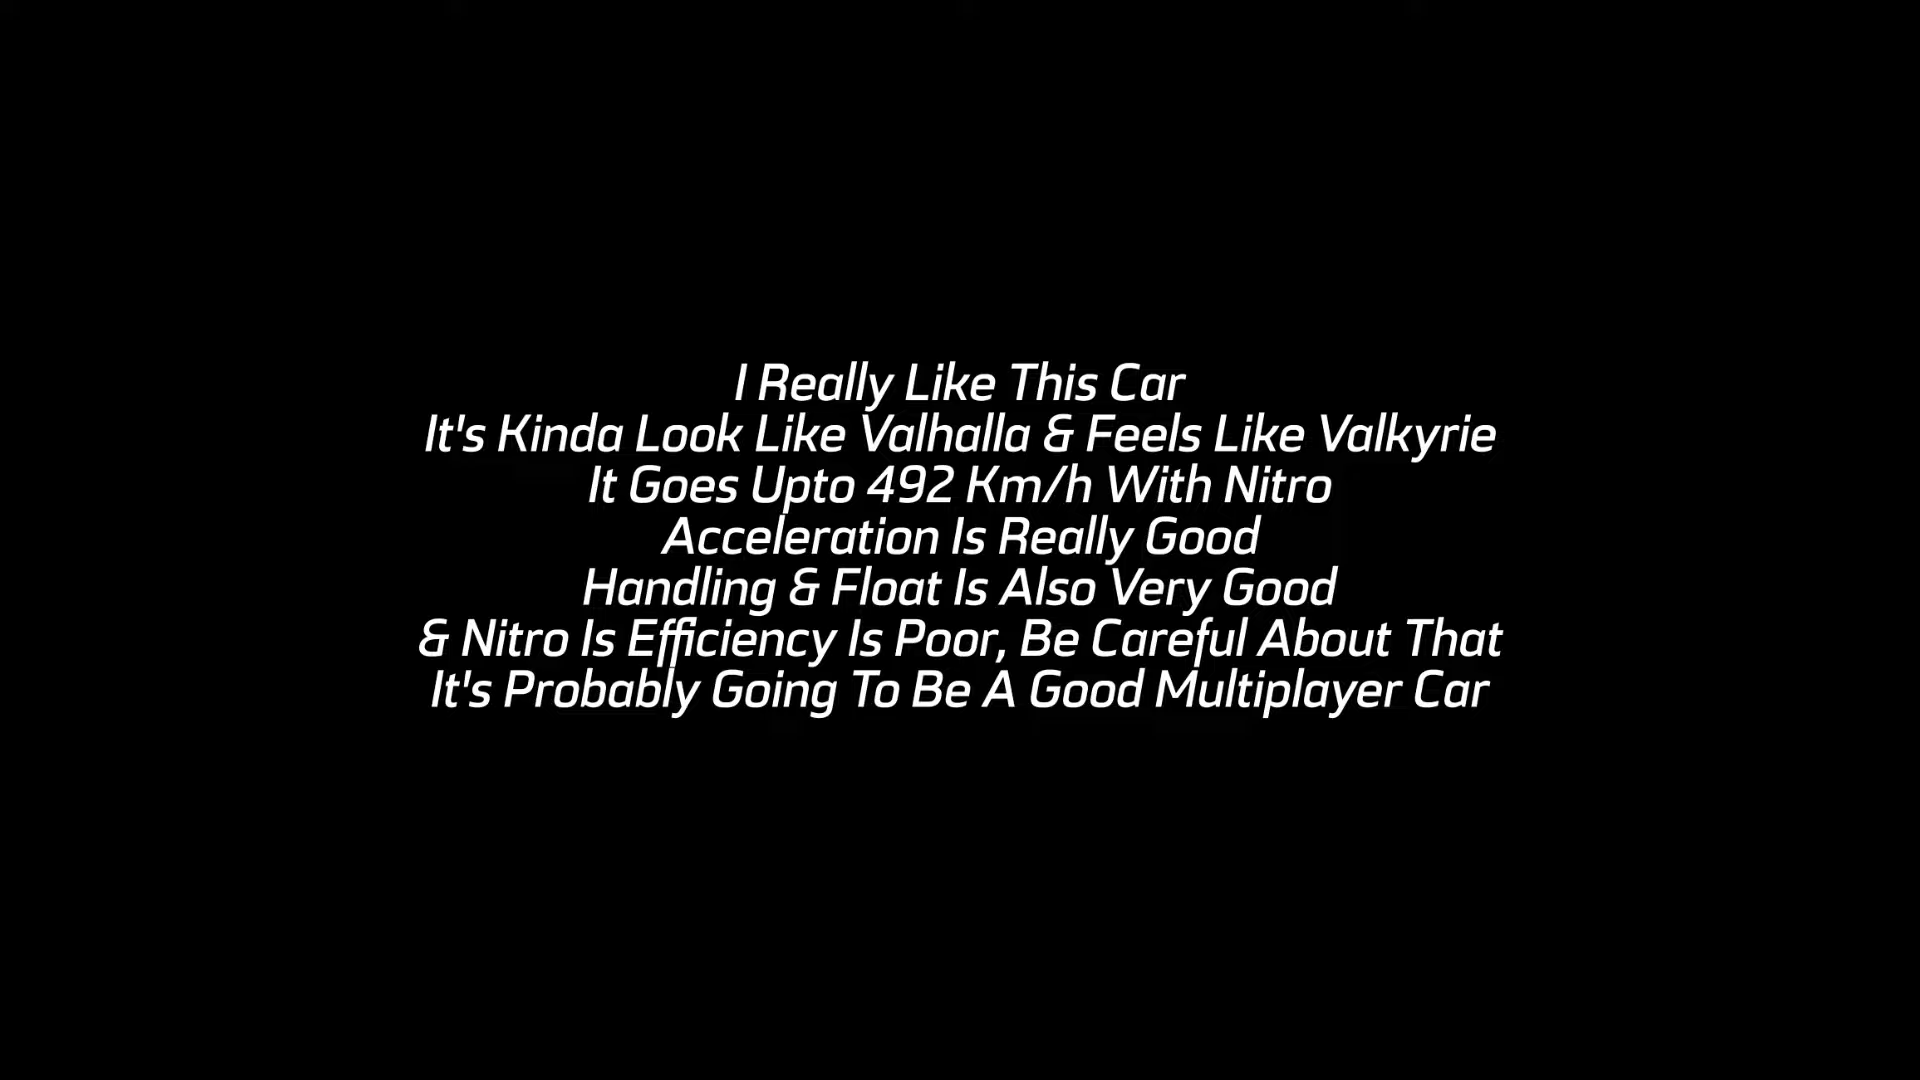 I Really Like This Car
It's Kinda Look Like Valhalla & Feels Like Valkyrie
It Goes Upto 492 Km/h With Nitro
Acceleration Is Really Good
Handling & Float Is Also Very Good
& Nitro Is Efficiency Is Poor, Be Careful About That
It's Probably Going To Be A Good Multiplayer Car